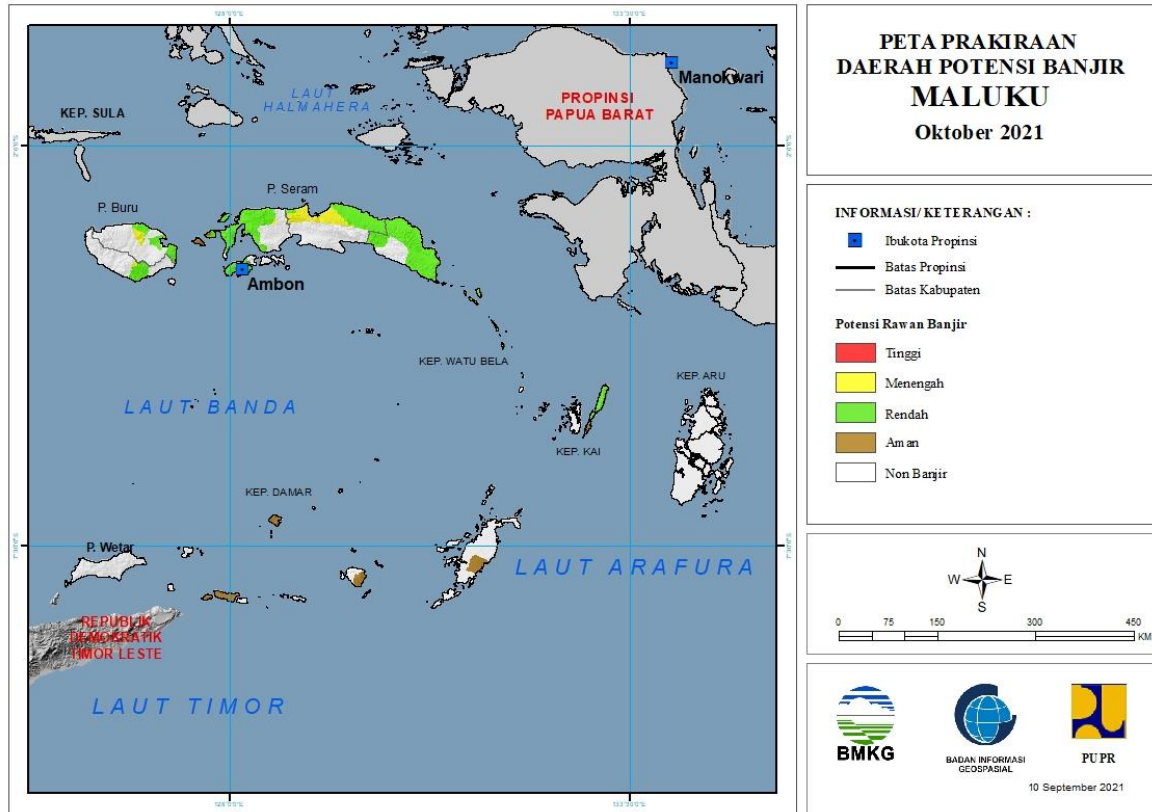 PETA PRAKIRAAN
DAERAH POTENSI BANJIR
MALUKU
Oktober 2021
INFORMASI/ KETERANGAN :
Ibukota Propinsi
Batas Propinsi
Batas Kabupaten
Potensi Rawan Banjir
Tinggi
Menengah
Rendah
Aman
Non Banjir
N
W E
S
0 75 150 300 450
KM
BMKG
BADAN INFORMASI
GEOSPASIAL
PUPR
10 September 2021
Manokwari
LAUT
HALMAHERA
PROPINSI
PAPUA BARAT
KEP. SULA
P. Seram
P. Buru
Ambon
KEP. WATU BELA
KEP. ARU
LAUT BANDA
KEP. KAI
KEP. DAMAR
P. Wetar
LAUT ARAFURA
REPUBLIK
DEMOKRATIK
TIMOR LESTE
LAUT TIMOR